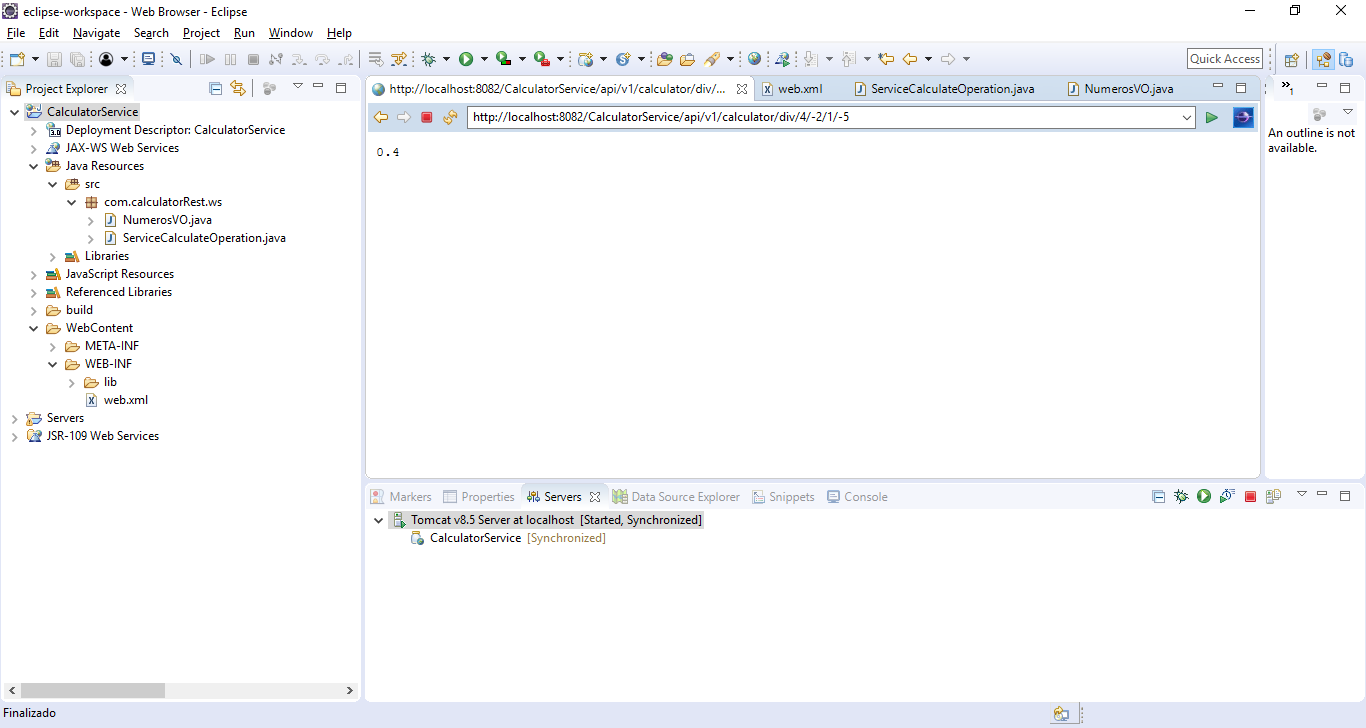 eclipse-workspace - Web Browser - Eclipse
File Edit Navigate Search Project Run Window Help
Quick Access
Project Explorer
CalculatorService
Deployment Descriptor: CalculatorService
JAX-WS Web Services
Java Resources
src
com.calculatorRest.ws
NumerosVO.java
ServiceCalculateOperation.java
Libraries
JavaScript Resources
Referenced Libraries
build
WebContent
META-INF
WEB-INF
lib
web.xml
Servers
JSR-109 Web Services
http://localhost:8082/CalculatorService/api/v1/calculator/div/... web.xml ServiceCalculateOperation.java NumerosVO.java
http://localhost:8082/CalculatorService/api/v1/calculator/div/4/-2/1/-5
0.4
»1
An outline is not
available.
Markers Properties Servers Data Source Explorer Snippets Console
Tomcat v8.5 Server at localhost [Started, Synchronized]
CalculatorService [Synchronized]
Finalizado